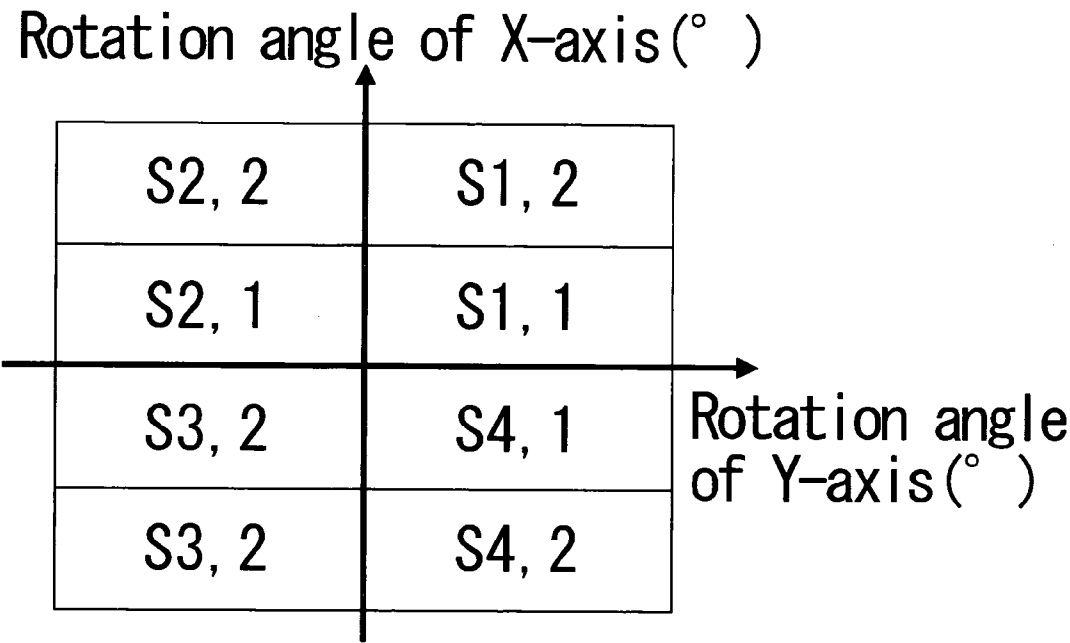 Rotation angle of X-axis(° )
S2, 2
S1, 2
S2, 1
S1, 1
S3, 2
S4, 1
Rotation angle
of Y-axis(° )
S3, 2
S4, 2